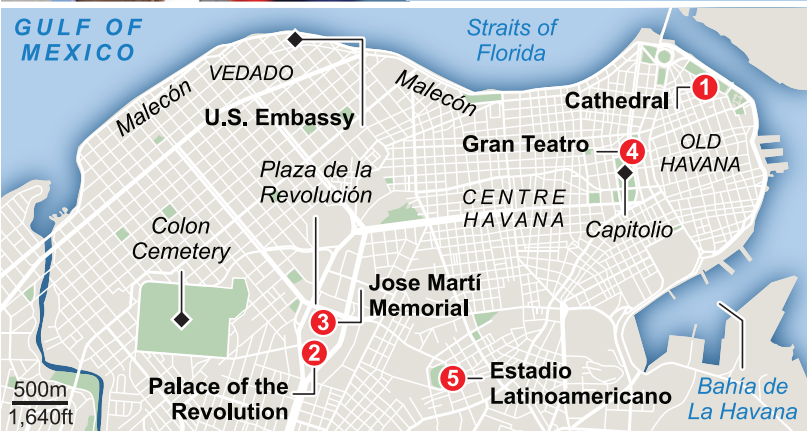 GULF OF
MEXICO
Straits of
Florida
VEDADO
Malecón
Malecón
U.S. Embassy
Cathedral
1
Gran Teatro
4
OLD
HAVANA
Plaza de la
Revolución
CENTRE
HAVANA
Capitolio
Colon
Cemetery
Jose Martí
Memorial
3
2
Palace of the
Revolution
5
Estadio
Latinoamericano
Bahía de
La Havana
500m
1,640ft